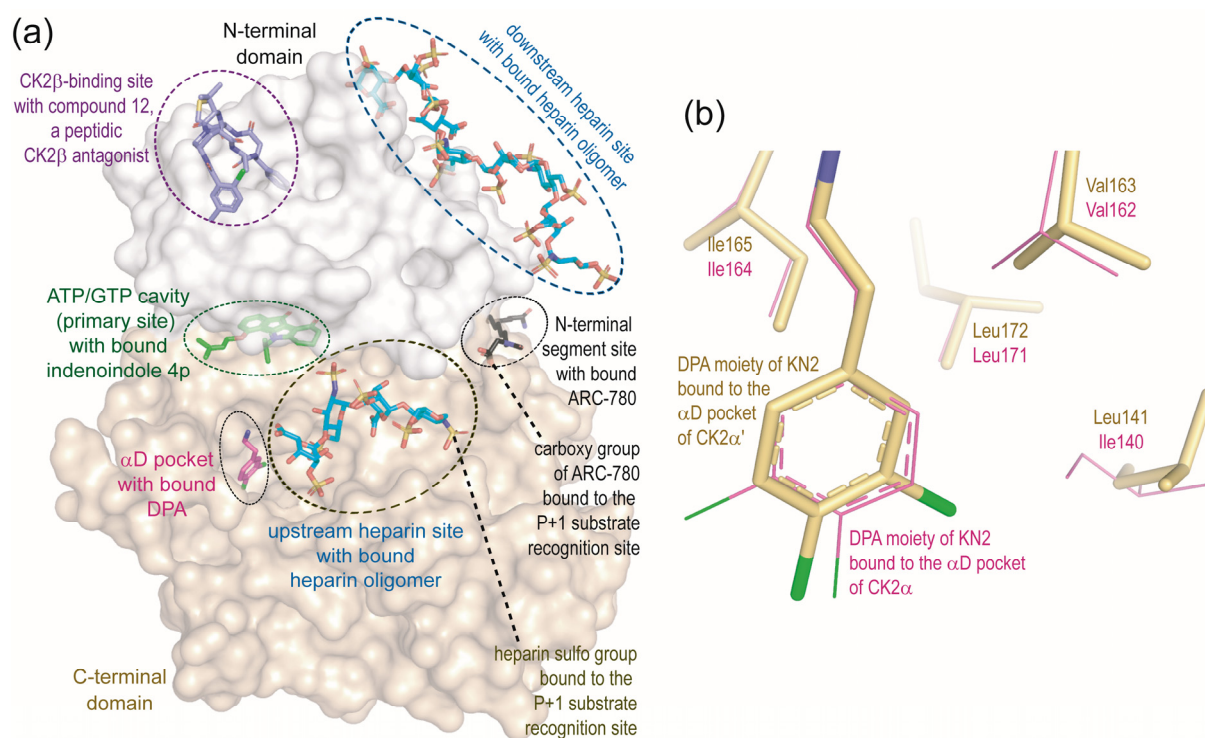 (a)
N-terminal
domain
CK2β-binding site
with compound 12,
a peptidic
CK2β antagonist
downstream heparin site
with bound heparin oligomer
ATP/GTP cavity
(primary site)
with bound
indenoindole 4p
N-terminal
segment site
with bound
ARC-780
αD pocket
with bound
DPA
carboxy group
of ARC-780
bound to the
P+1 substrate
recognition site
upstream heparin site
with bound
heparin oligomer
C-terminal
domain
heparin sulfo group
bound to the
P+1 substrate
recognition site
(b)
Val163
Val162
Ile165
Ile164
Leu172
Leu171
DPA moiety of KN2
bound to the
αD pocket
of CK2α'
Leu141
Ile140
DPA moiety of KN2
bound to the αD pocket
of CK2α